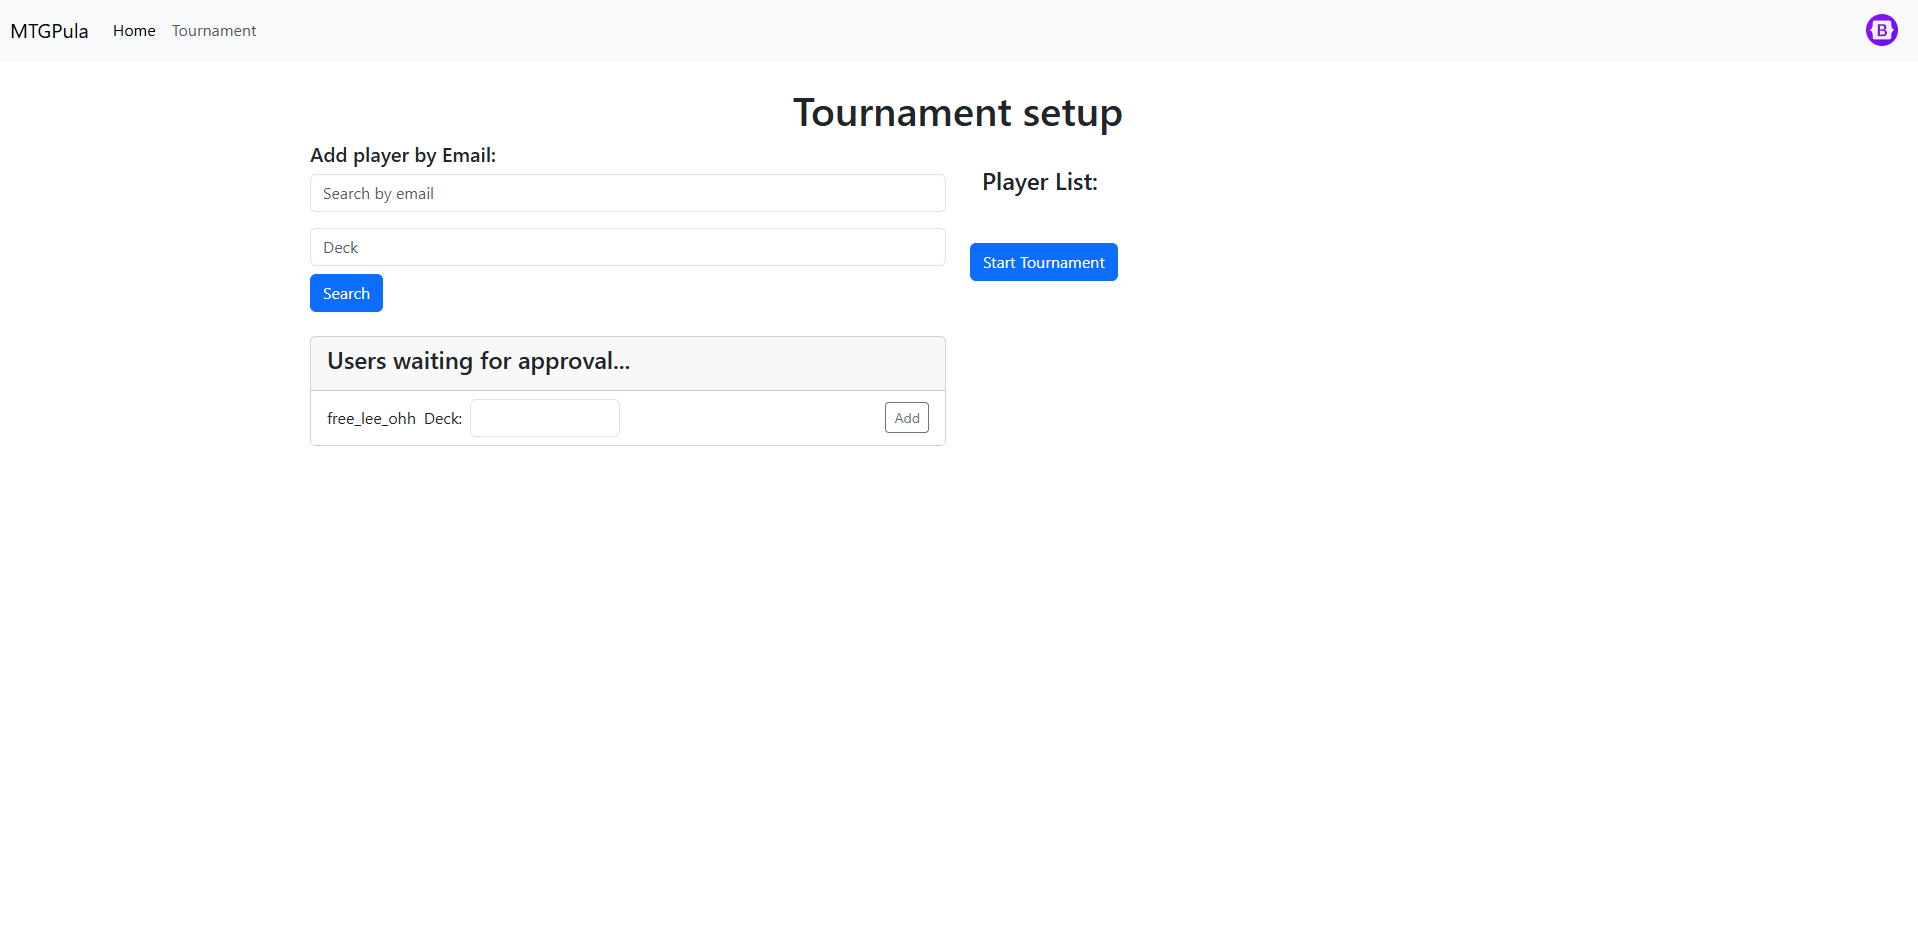 MTGPula Home Tournament B
Tournament setup
Add player by Email:
Search by email
Deck
Search
Player List:
Start Tournament
Users waiting for approval...
free_lee_ohh Deck: Add